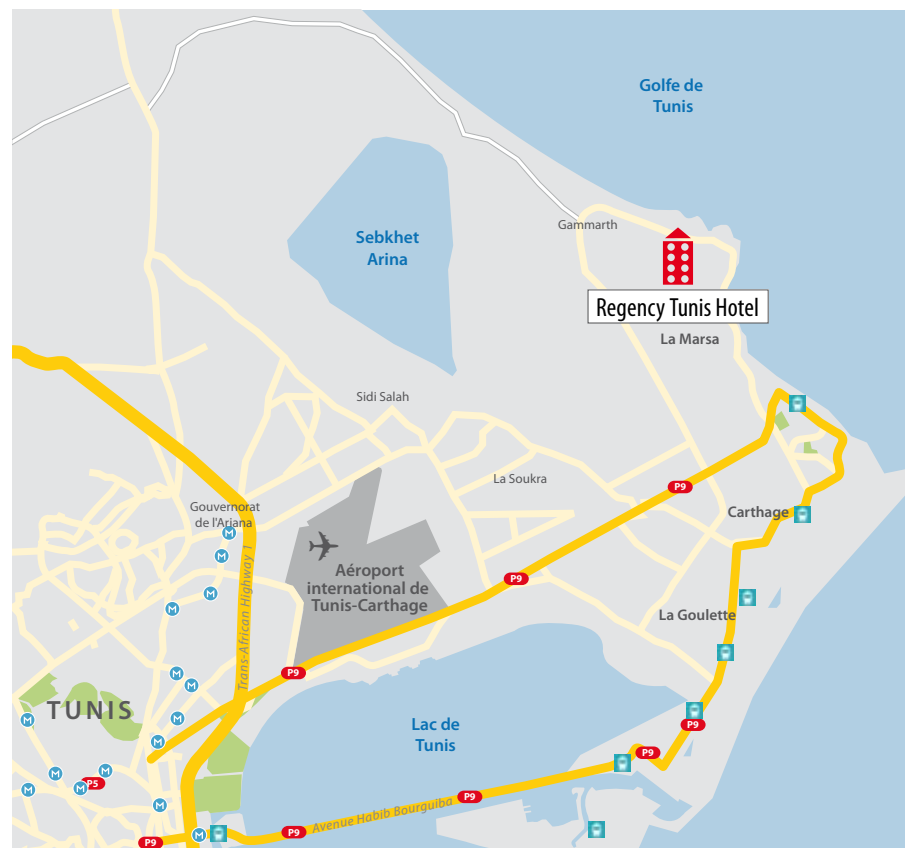 Golfe de
Tunis
Gammarth
Sebkhet
Arina
Regency Tunis Hotel
La Marsa
Sidi Salah
La Soukra
P9
Gouvernorat
de l'Ariana
M
Carthage
M
Aéroport
international de
Tunis-Carthage
P9
M
M
La Goulette
Trans-African Highway 1
P9
M
M
TUNIS
M
M
Lac de
Tunis
P9
M
P9
M
M
P5
M
M
P9
Avenue Habib Bourguiba
M
M
P9
P9